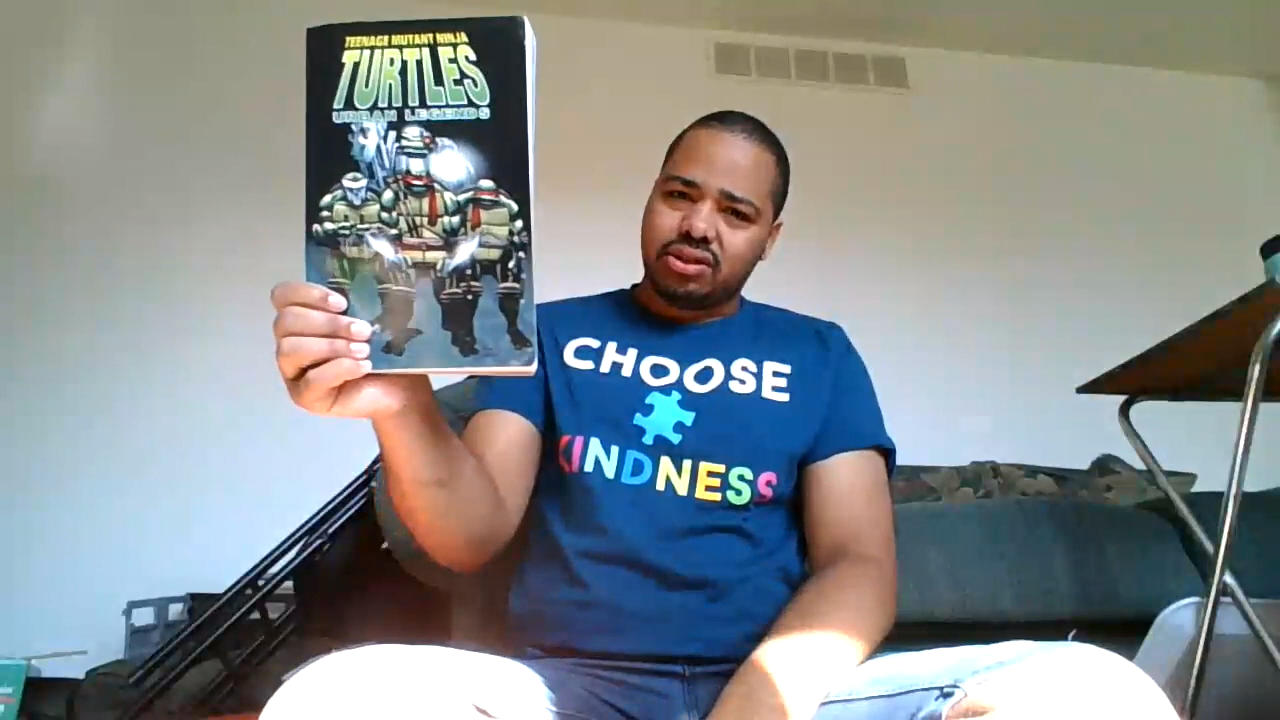 TEENAGE MUTANT NINJA
TURTLES
URBAN LEGENDS
CHOOSE
KINDNESS